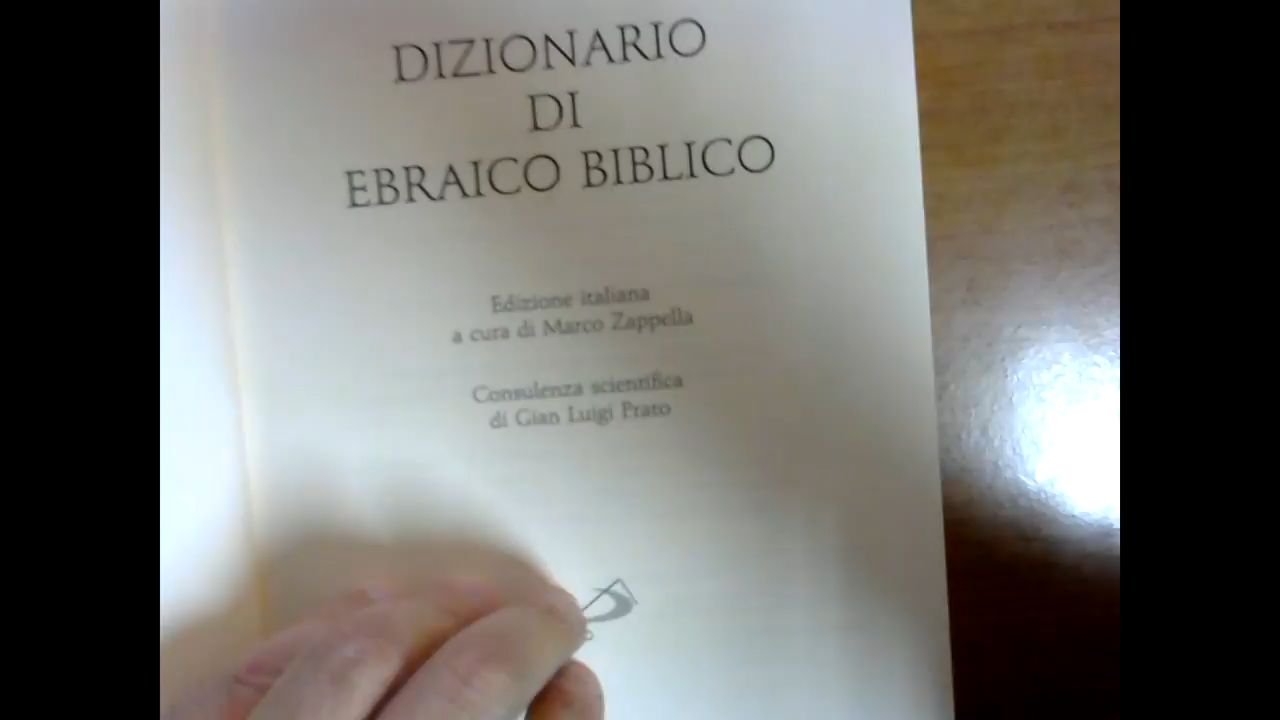 DIZIONARIO
DI
EBRAICO BIBLICO
Edizione italiana
a cura di Marco Zappella
Consulenza scientifica
di Gian Luigi Prato